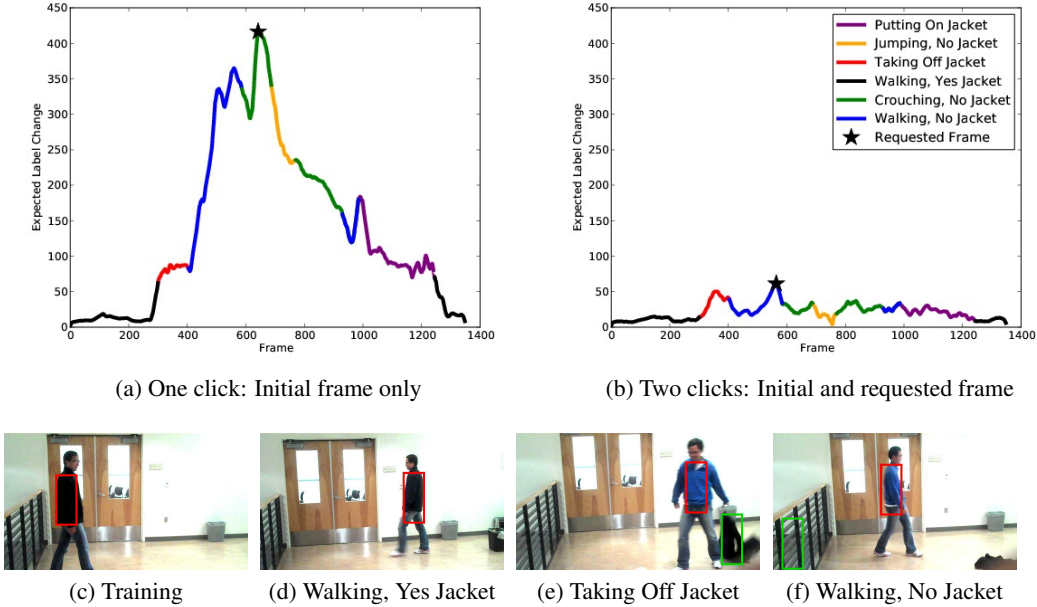 450
400
350
300
250
200
150
100
50
0
Expected Label Change
0 200 400 600 800 1000 1200 1400
Frame
450
400
350
300
250
200
150
100
50
0
Expected Label Change
0 200 400 600 800 1000 1200 1400
Frame
Putting On Jacket
Jumping, No Jacket
Taking Off Jacket
Walking, Yes Jacket
Crouching, No Jacket
Walking, No Jacket
Requested Frame
(a) One click: Initial frame only
(b) Two clicks: Initial and requested frame
(c) Training
(d) Walking, Yes Jacket
(e) Taking Off Jacket
(f) Walking, No Jacket